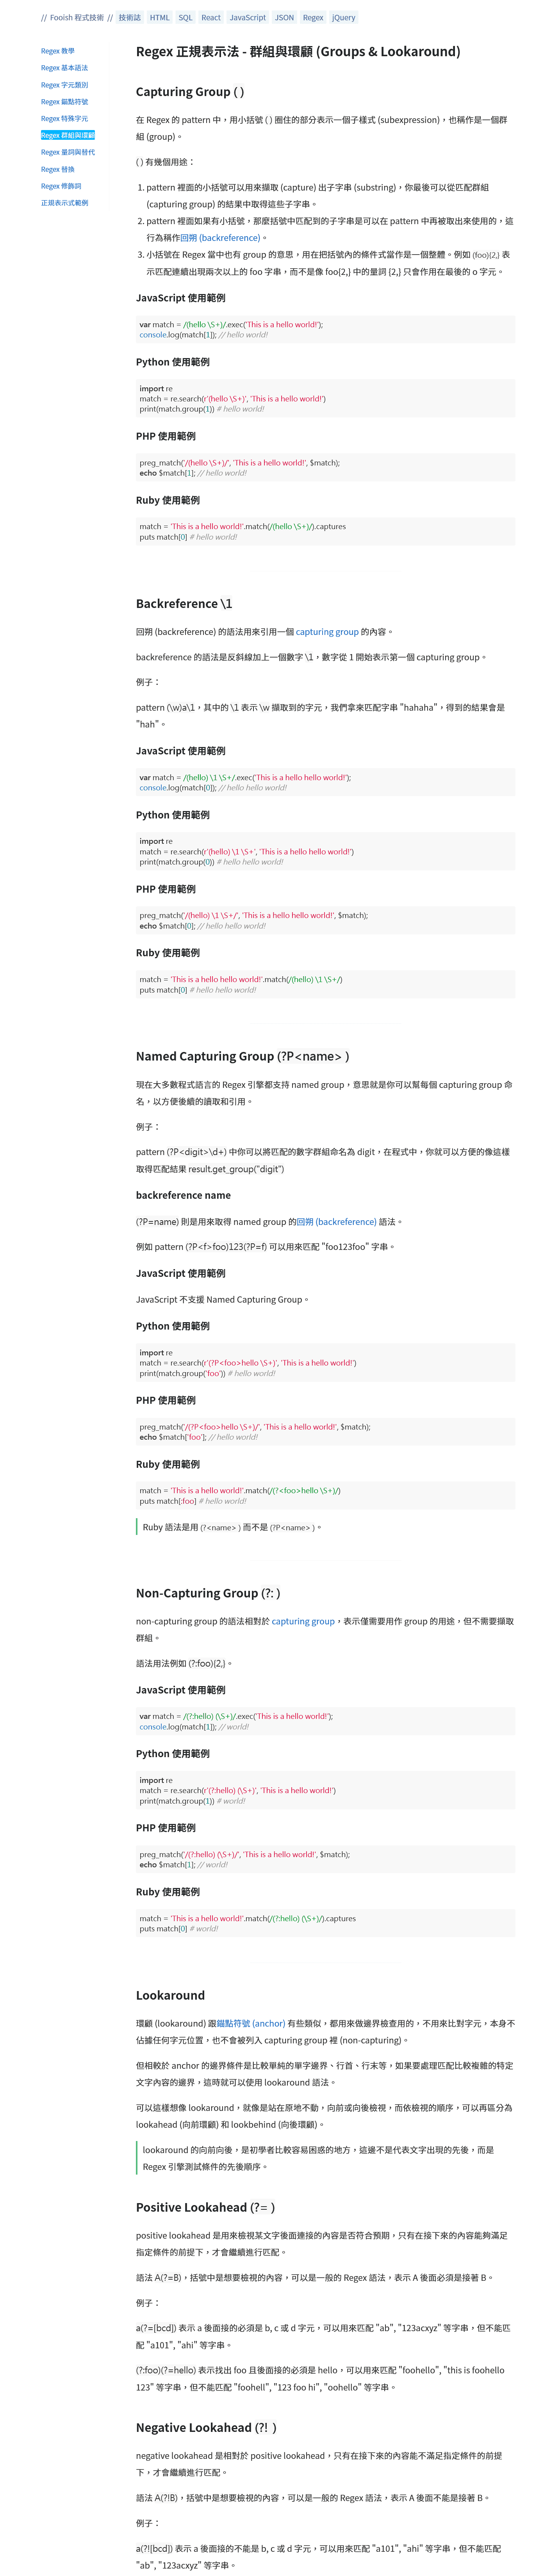 // Fooish 程式技術 // 技術誌 HTML SQL React JavaScript JSON Regex jQuery
Regex 教學
Regex 基本語法
Regex 字元類別
Regex 錨點符號
Regex 特殊字元
Regex 群組與環顧
Regex 量詞與替代
Regex 替換
Regex 修飾詞
正規表示式範例
Regex 正規表示法 - 群組與環顧 (Groups & Lookaround)
Capturing Group ( )
在 Regex 的 pattern 中，用小括號 ( ) 圈住的部分表示一個子樣式 (subexpression)，也稱作是一個群
組 (group)。
( ) 有幾個用途：
1. pattern 裡面的小括號可以用來擷取 (capture) 出子字串 (substring)，你最後可以從匹配群組
(capturing group) 的結果中取得這些子字串。
2. pattern 裡面如果有小括號，那麼括號中匹配到的子字串是可以在 pattern 中再被取出來使用的，這
行為稱作回朔 (backreference)。
3. 小括號在 Regex 當中也有 group 的意思，用在把括號內的條件式當作是一個整體。例如 (foo){2,} 表
示匹配連續出現兩次以上的 foo 字串，而不是像 foo{2,} 中的量詞 {2,} 只會作用在最後的 o 字元。
JavaScript 使用範例
var match = /(hello \S+)/.exec('This is a hello world!');
console.log(match[1]); // hello world!
Python 使用範例
import re
match = re.search(r'(hello \S+)', 'This is a hello world!')
print(match.group(1)) # hello world!
PHP 使用範例
preg_match('/(hello \S+)/', 'This is a hello world!', $match);
echo $match[1]; // hello world!
Ruby 使用範例
match = 'This is a hello world!'.match(/(hello \S+)/).captures
puts match[0] # hello world!
Backreference \1
回朔 (backreference) 的語法用來引用一個 capturing group 的內容。
backreference 的語法是反斜線加上一個數字 \1，數字從 1 開始表示第一個 capturing group。
例子：
pattern (\w)a\1，其中的 \1 表示 \w 擷取到的字元，我們拿來匹配字串 "hahaha"，得到的結果會是
"hah"。
JavaScript 使用範例
var match = /(hello) \1 \S+/.exec('This is a hello hello world!');
console.log(match[0]); // hello hello world!
Python 使用範例
import re
match = re.search(r'(hello) \1 \S+', 'This is a hello hello world!')
print(match.group(0)) # hello hello world!
PHP 使用範例
preg_match('/(hello) \1 \S+/', 'This is a hello hello world!', $match);
echo $match[0]; // hello hello world!
Ruby 使用範例
match = 'This is a hello hello world!'.match(/(hello) \1 \S+/)
puts match[0] # hello hello world!
Named Capturing Group (?P<name> )
現在大多數程式語言的 Regex 引擎都支持 named group，意思就是你可以幫每個 capturing group 命
名，以方便後續的讀取和引用。
例子：
pattern (?P<digit>\d+) 中你可以將匹配的數字群組命名為 digit，在程式中，你就可以方便的像這樣
取得匹配結果 result.get_group("digit")
backreference name
(?P=name) 則是用來取得 named group 的回朔 (backreference) 語法。
例如 pattern (?P<f>foo)123(?P=f) 可以用來匹配 "foo123foo" 字串。
JavaScript 使用範例
JavaScript 不支援 Named Capturing Group。
Python 使用範例
import re
match = re.search(r'(?P<foo>hello \S+)', 'This is a hello world!')
print(match.group('foo')) # hello world!
PHP 使用範例
preg_match('/(?P<foo>hello \S+)/', 'This is a hello world!', $match);
echo $match['foo']; // hello world!
Ruby 使用範例
match = 'This is a hello world!'.match(/(?<foo>hello \S+)/)
puts match[:foo] # hello world!
Ruby 語法是用 (?<name> ) 而不是 (?P<name> )。
Non-Capturing Group (?: )
non-capturing group 的語法相對於 capturing group，表示僅需要用作 group 的用途，但不需要擷取
群組。
語法用法例如 (?:foo){2,}。
JavaScript 使用範例
var match = /(?:hello) (\S+)/.exec('This is a hello world!');
console.log(match[1]); // world!
Python 使用範例
import re
match = re.search(r'(?:hello) (\S+)', 'This is a hello world!')
print(match.group(1)) # world!
PHP 使用範例
preg_match('/(?:hello) (\S+)/', 'This is a hello world!', $match);
echo $match[1]; // world!
Ruby 使用範例
match = 'This is a hello world!'.match(/(?:hello) (\S+)/).captures
puts match[0] # world!
Lookaround
環顧 (lookaround) 跟錨點符號 (anchor) 有些類似，都用來做邊界檢查用的，不用來比對字元，本身不
佔據任何字元位置，也不會被列入 capturing group 裡 (non-capturing)。
但相較於 anchor 的邊界條件是比較單純的單字邊界、行首、行末等，如果要處理匹配比較複雜的特定
文字內容的邊界，這時就可以使用 lookaround 語法。
可以這樣想像 lookaround，就像是站在原地不動，向前或向後檢視，而依檢視的順序，可以再區分為
lookahead (向前環顧) 和 lookbehind (向後環顧)。
lookaround 的向前向後，是初學者比較容易困惑的地方，這邊不是代表文字出現的先後，而是
Regex 引擎測試條件的先後順序。
Positive Lookahead (?= )
positive lookahead 是用來檢視某文字後面連接的內容是否符合預期，只有在接下來的內容能夠滿足
指定條件的前提下，才會繼續進行匹配。
語法 A(?=B)，括號中是想要檢視的內容，可以是一般的 Regex 語法，表示 A 後面必須是接著 B。
例子：
a(?=[bcd]) 表示 a 後面接的必須是 b, c 或 d 字元，可以用來匹配 "ab", "123acxyz" 等字串，但不能匹
配 "a101", "ahi" 等字串。
(?:foo)(?=hello) 表示找出 foo 且後面接的必須是 hello，可以用來匹配 "foohello", "this is foohello
123" 等字串，但不能匹配 "foohell", "123 foo hi", "oohello" 等字串。
Negative Lookahead (?! )
negative lookahead 是相對於 positive lookahead，只有在接下來的內容能不滿足指定條件的前提
下，才會繼續進行匹配。
語法 A(?!B)，括號中是想要檢視的內容，可以是一般的 Regex 語法，表示 A 後面不能是接著 B。
例子：
a(?![bcd]) 表示 a 後面接的不能是 b, c 或 d 字元，可以用來匹配 "a101", "ahi" 等字串，但不能匹配
"ab", "123acxyz" 等字串。